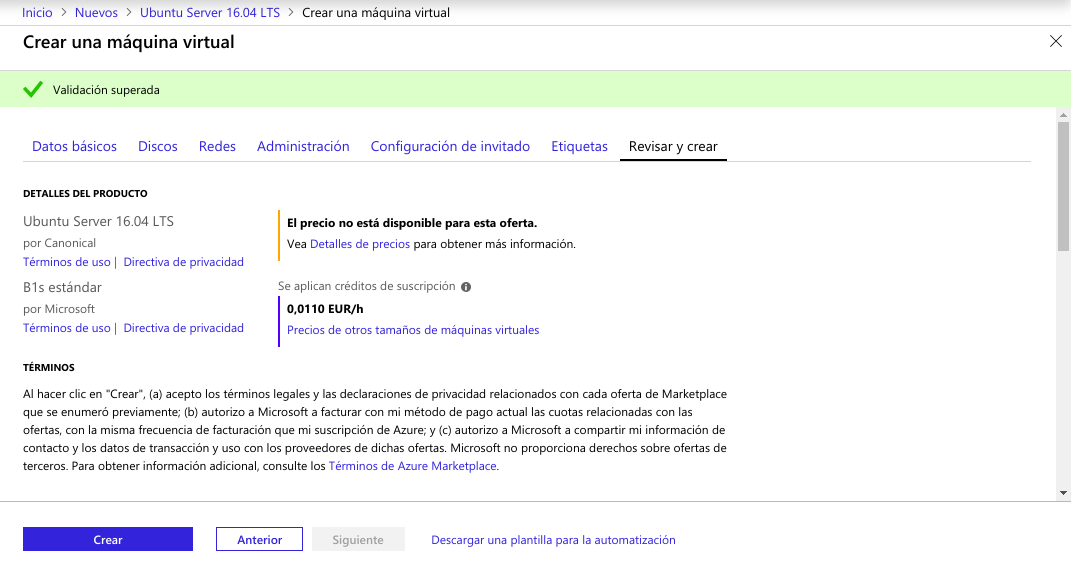 Inicio > Nuevos > Ubuntu Server 16.04 LTS > Crear una máquina virtual
Crear una máquina virtual
Validación superada
Datos básicos Discos Redes Administración Configuración de invitado Etiquetas Revisar y crear
DETALLES DEL PRODUCTO
Ubuntu Server 16.04 LTS
por Canonical
Términos de uso | Directiva de privacidad
El precio no está disponible para esta oferta.
Vea Detalles de precios para obtener más información.
B1s estándar
por Microsoft
Términos de uso | Directiva de privacidad
Se aplican créditos de suscripción
0,0110 EUR/h
Precios de otros tamaños de máquinas virtuales
TÉRMINOS
Al hacer clic en "Crear", (a) acepto los términos legales y las declaraciones de privacidad relacionados con cada oferta de Marketplace
que se enumeró previamente; (b) autorizo a Microsoft a facturar con mi método de pago actual las cuotas relacionadas con las
ofertas, con la misma frecuencia de facturación que mi suscripción de Azure; y (c) autorizo a Microsoft a compartir mi información de
contacto y los datos de transacción y uso con los proveedores de dichas ofertas. Microsoft no proporciona derechos sobre ofertas de
terceros. Para obtener información adicional, consulte los Términos de Azure Marketplace.
Crear Anterior Siguiente Descargar una plantilla para la automatización